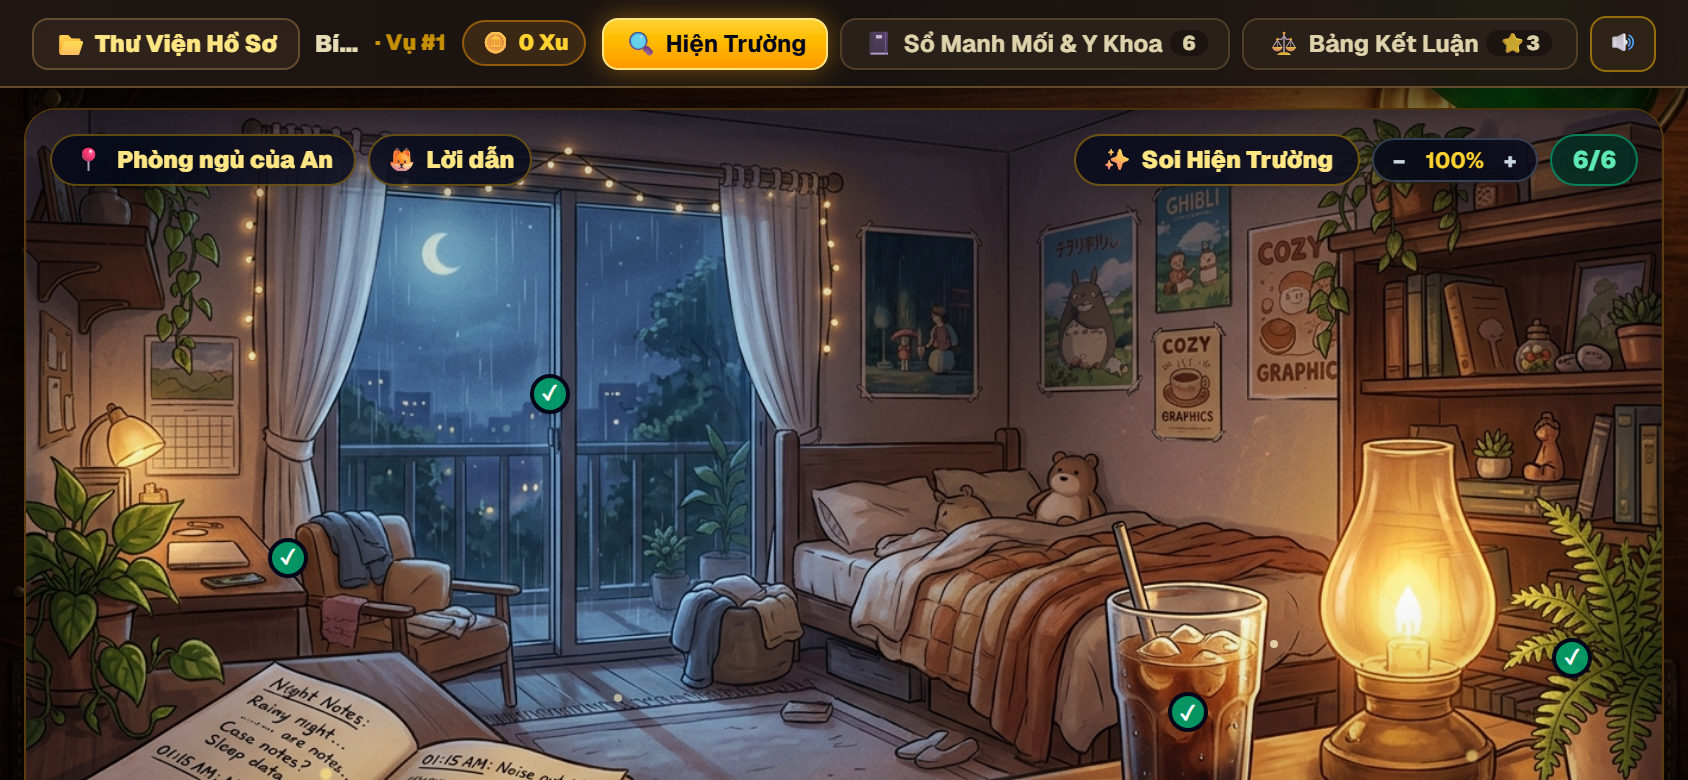 Thư Viện Hồ Sơ
Bí... · Vụ #1
0 Xu
Hiện Trường
Sổ Manh Mối & Y Khoa 6
Bảng Kết Luận 3
Phòng ngủ của An
Lời dẫn
Soi Hiện Trường
− 100% +
6/6
GHIBLI
COZY
GRAPHIC
COZY
GRAPHICS
Night Notes:
Rainy night...
are notes..
Case notes?
Sleep data
01:15 AM:
01:15 AM: Noise